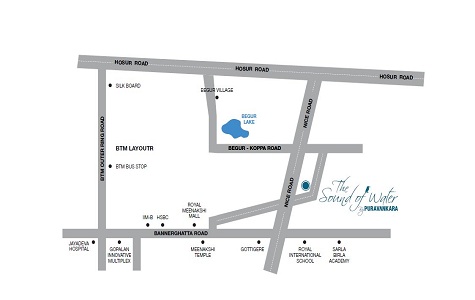 HOSUR ROAD
HOSUR ROAD
HOSUR ROAD
SILK BOARD
BEGUR VILLAGE
BEGUR
LAKE
NICE ROAD
BTM OUTER RING ROAD
BTM LAYOUTR
BEGUR - KOPPA ROAD
BTM BUS STOP
NICE ROAD
The
Sound of Water
By PURAVANKARA
ROYAL
MEENAKSHI
MALL
IIM-B
HSBC
BANNERGHATTA ROAD
JAYADEVA
HOSPITAL
GOPALAN
INNOVATIVE
MULTIPLEX
MEENAKSHI
TEMPLE
GOTTIGERE
ROYAL
INTERNATIONAL
SCHOOL
SARLA
BIRLA
ACADEMY